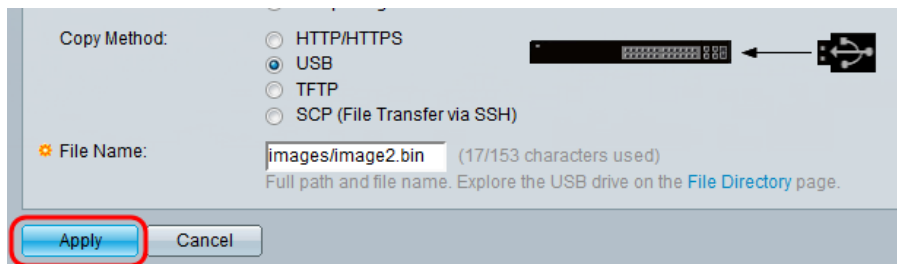 Copy Method:
HTTP/HTTPS
USB
TFTP
SCP (File Transfer via SSH)
File Name:
images/image2.bin (17/153 characters used)
Full path and file name. Explore the USB drive on the File Directory page.
Apply Cancel